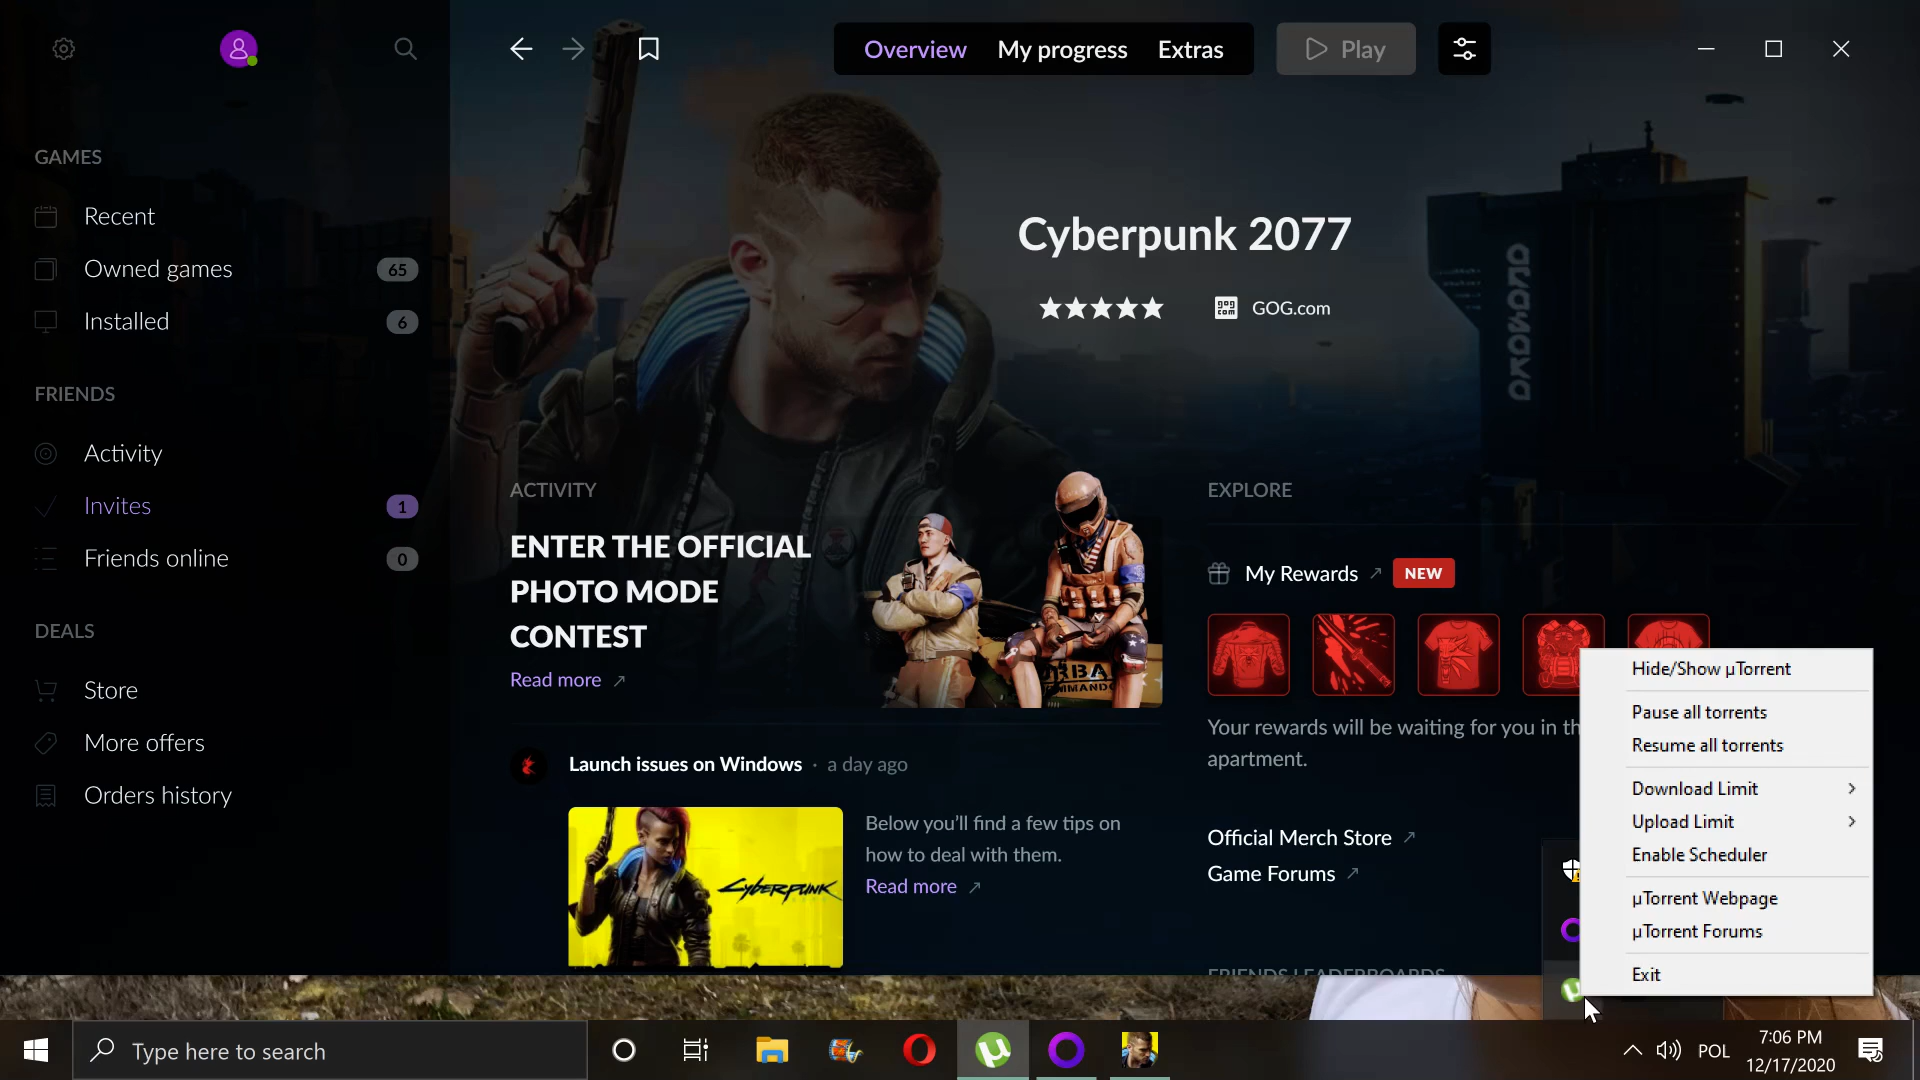 Overview
My progress
Extras
Play
GAMES
Recent
Owned games 65
Installed 6
FRIENDS
Activity
Invites 1
Friends online 0
DEALS
Store
More offers
Orders history
Cyberpunk 2077
GOG.com
ACTIVITY
ENTER THE OFFICIAL
PHOTO MODE
CONTEST
Read more
Launch issues on Windows · a day ago
Below you'll find a few tips on
how to deal with them.
Read more
CYBERPUNK
EXPLORE
My Rewards NEW
Your rewards will be waiting for you in th
apartment.
Official Merch Store
Game Forums
FRIENDS LEADERBOARDS
Hide/Show µTorrent
Pause all torrents
Resume all torrents
Download Limit
Upload Limit
Enable Scheduler
µTorrent Webpage
µTorrent Forums
Exit
Type here to search
POL
7:06 PM
12/17/2020